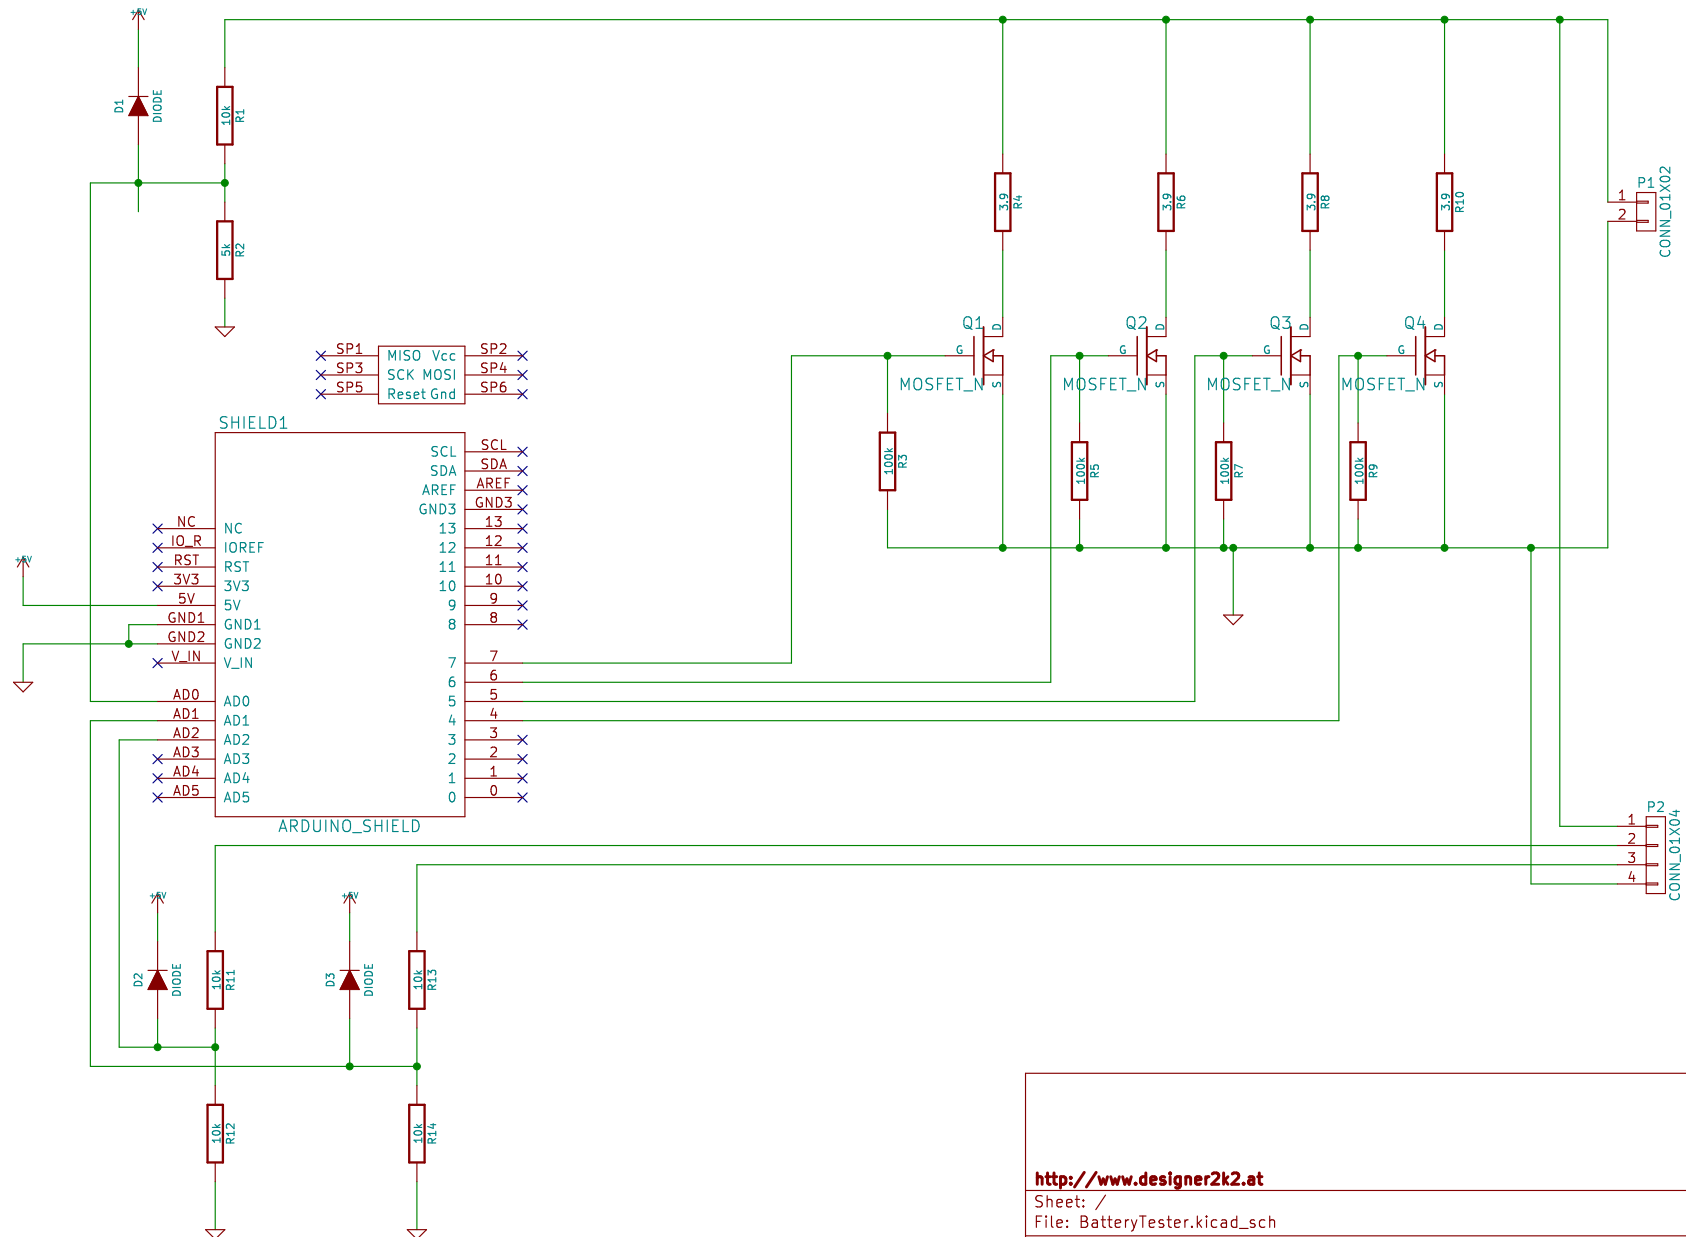 +5V
D1
DIODE
10k
R1
5k
R2
3.9
R4
3.9
R6
3.9
R8
3.9
R10
P1
1
2
CONN_01X02
Q1
D
G
S
MOSFET_N
Q2
D
G
S
MOSFET_N
Q3
D
G
S
MOSFET_N
Q4
D
G
S
MOSFET_N
SP1 MISO Vcc SP2
SP3 SCK MOSI SP4
SP5 Reset Gnd SP6
SHIELD1
SCL SCL
SDA SDA
AREF AREF
GND3 GND3
NC NC 13 13
IO_R IOREF 12 12
RST RST 11 11
3V3 3V3 10 10
+5V
5V 5V 9 9
GND1 GND1 8 8
GND2 GND2
V_IN V_IN 7 7
6 6
AD0 AD0 5 5
AD1 AD1 4 4
AD2 AD2 3 3
AD3 AD3 2 2
AD4 AD4 1 1
AD5 AD5 0 0
ARDUINO_SHIELD
100k
R3
100k
R5
100k
R7
100k
R9
P2
1
2
3
4
CONN_01X04
+5V
D2
DIODE
10k
R11
+5V
D3
DIODE
10k
R13
10k
R12
10k
R14
http://www.designer2k2.at
Sheet: /
File: BatteryTester.kicad_sch